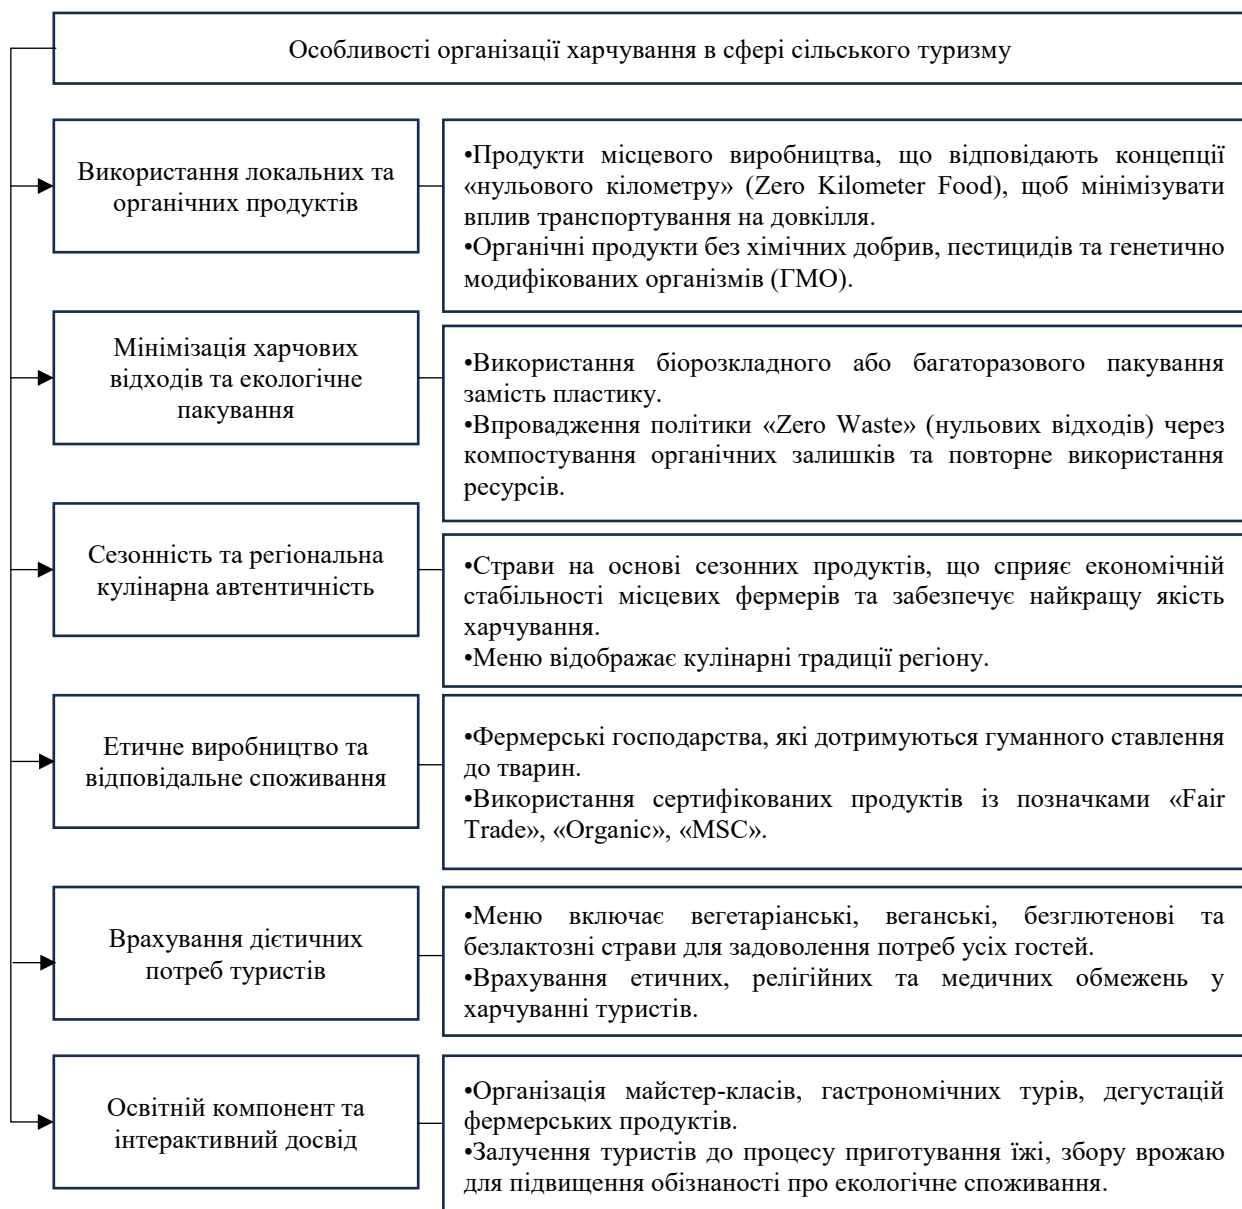 Особливості організації харчування в сфері сільського туризму
Використання локальних та
органічних продуктів
•Продукти місцевого виробництва, що відповідають концепції
«нульового кілометру» (Zero Kilometer Food), щоб мінімізувати
вплив транспортування на довкілля.
•Органічні продукти без хімічних добрив, пестицидів та генетично
модифікованих організмів (ГМО).
Мінімізація харчових
відходів та екологічне
пакування
•Використання біорозкладного або багаторазового пакування
замість пластику.
•Впровадження політики «Zero Waste» (нульових відходів) через
компостування органічних залишків та повторне використання
ресурсів.
Сезонність та регіональна
кулінарна автентичність
•Страви на основі сезонних продуктів, що сприяє економічній
стабільності місцевих фермерів та забезпечує найкращу якість
харчування.
•Меню відображає кулінарні традиції регіону.
Етичне виробництво та
відповідальне споживання
•Фермерські господарства, які дотримуються гуманного ставлення
до тварин.
•Використання сертифікованих продуктів із позначками «Fair
Trade», «Organic», «MSC».
Врахування дієтичних
потреб туристів
•Меню включає вегетаріанські, веганські, безглютенові та
безлактозні страви для задоволення потреб усіх гостей.
•Врахування етичних, релігійних та медичних обмежень у
харчуванні туристів.
Освітній компонент та
інтерактивний досвід
•Організація майстер-класів, гастрономічних турів, дегустацій
фермерських продуктів.
•Залучення туристів до процесу приготування їжі, збору врожаю
для підвищення обізнаності про екологічне споживання.